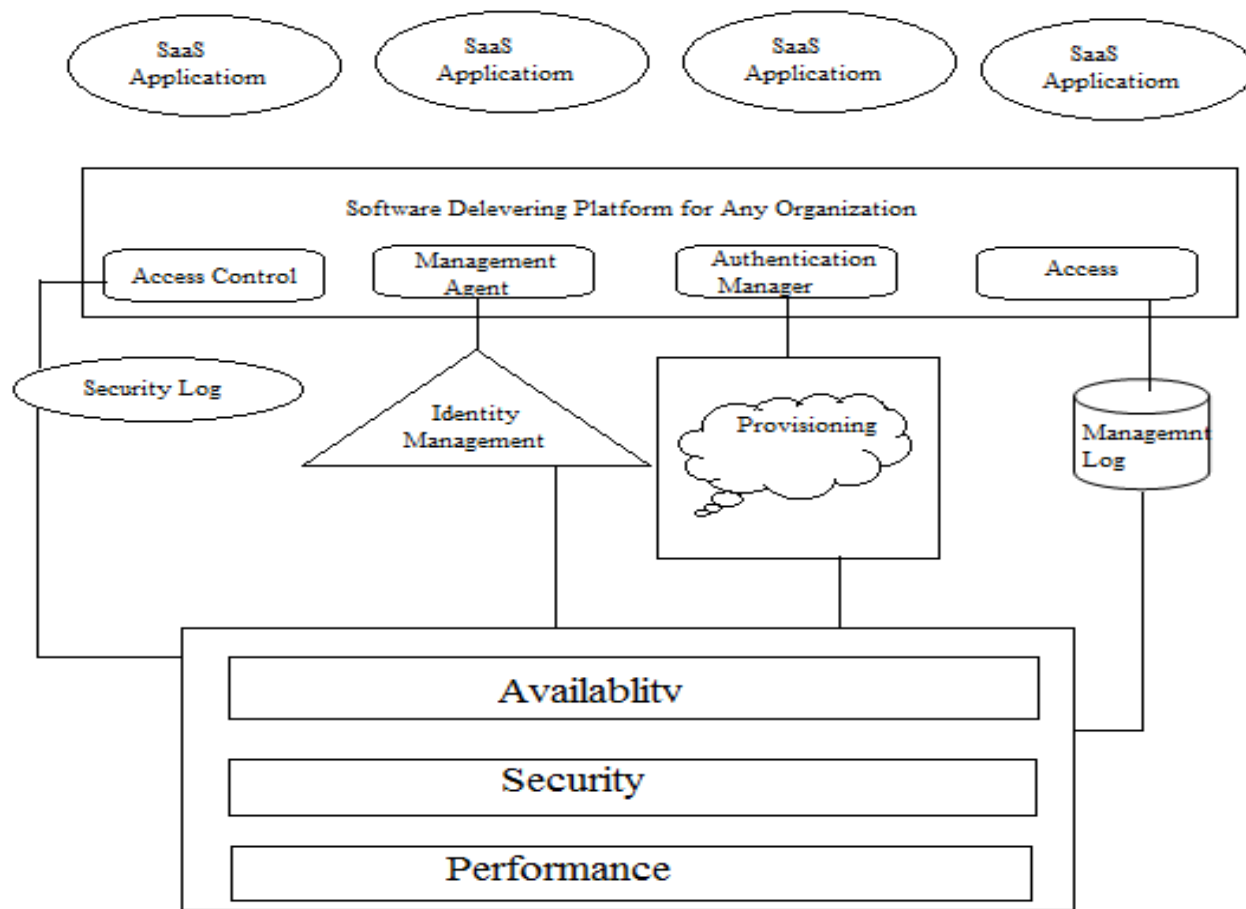 SaaS
Applicatiom
SaaS
Applicatiom
SaaS
Applicatiom
SaaS
Applicatiom
Software Delevering Platform for Any Organization
Access Control
Management
Agent
Authentication
Manager
Access
Security Log
Identity
Management
Provisioning
Managemnt
Log
Availablity
Security
Performance